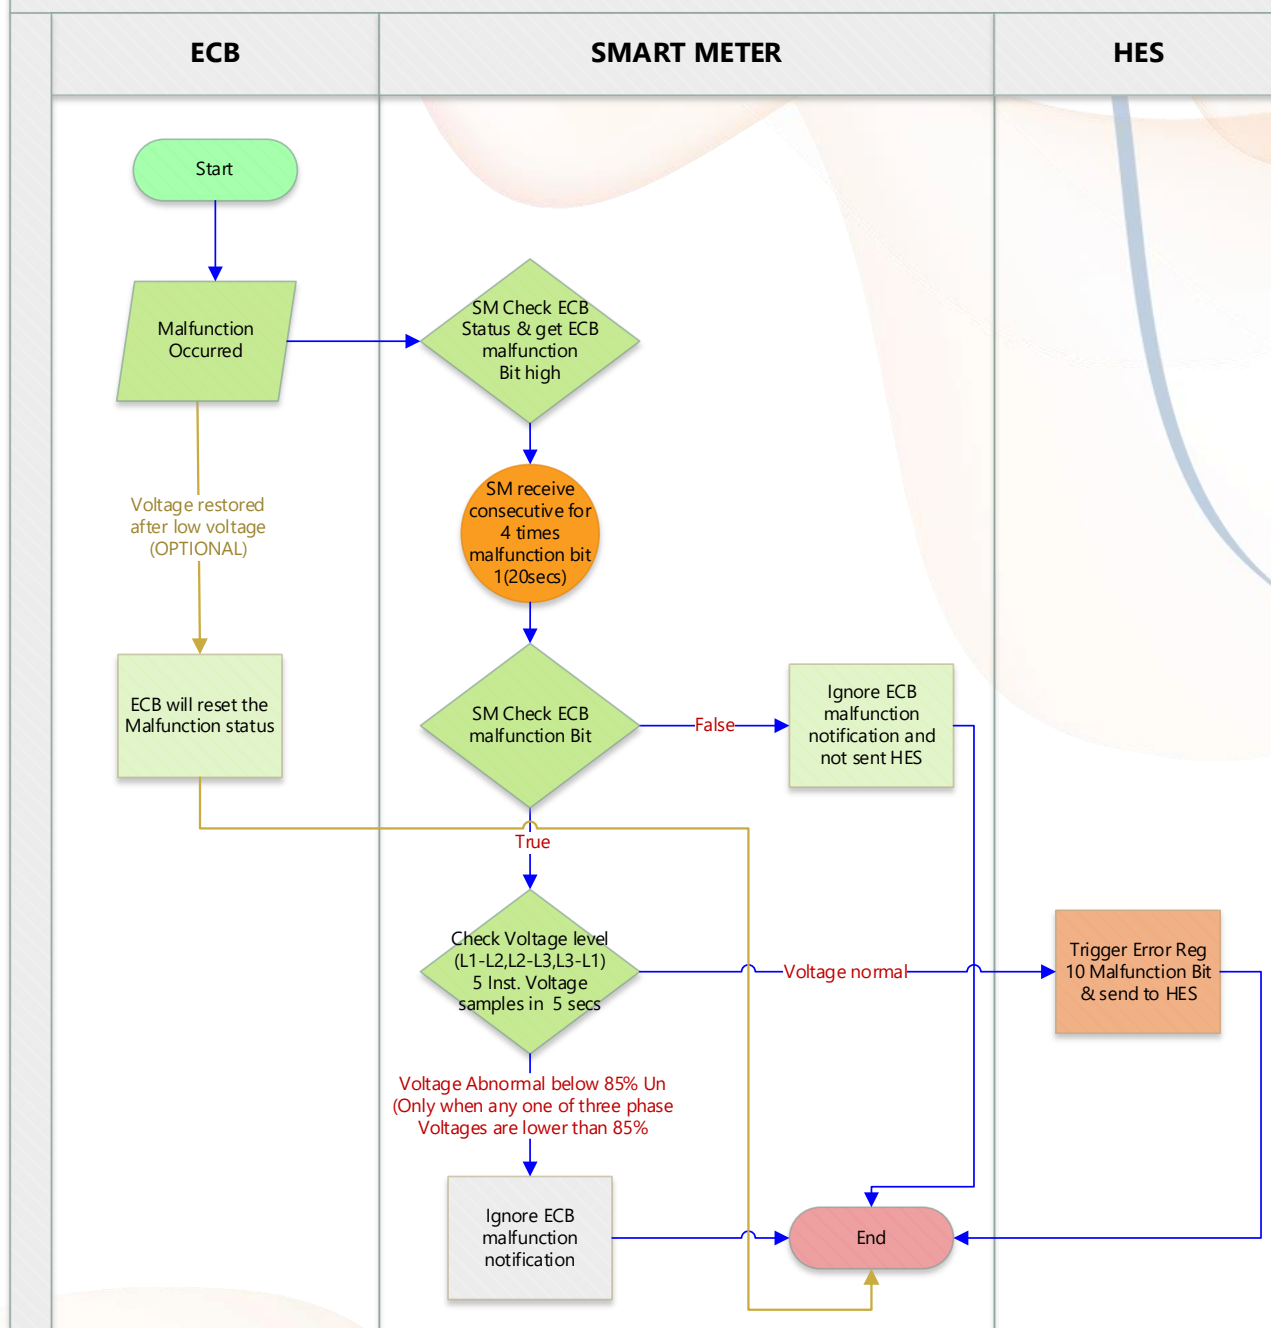 ECB
SMART METER
HES
Start
Malfunction
Occurred
SM Check ECB
Status & get ECB
malfunction
Bit high
SM receive
consecutive for
4 times
malfunction bit
1(20secs)
Voltage restored
after low voltage
(OPTIONAL)
ECB will reset the
Malfunction status
SM Check ECB
malfunction Bit
False
Ignore ECB
malfunction
notification and
not sent HES
True
Check Voltage level
(L1-L2,L2-L3,L3-L1)
5 Inst. Voltage
samples in 5 secs
Voltage normal
Trigger Error Reg
10 Malfunction Bit
& send to HES
Voltage Abnormal below 85% Un
(Only when any one of three phase
Voltages are lower than 85%
Ignore ECB
malfunction
notification
End